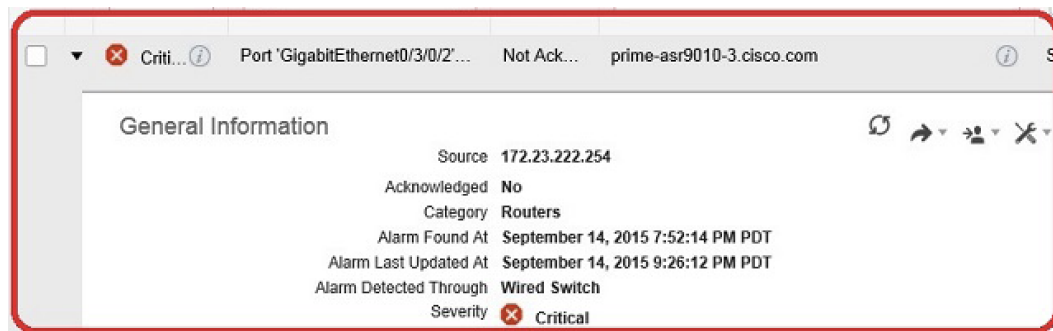 Criti... Port 'GigabitEthernet0/3/0/2'... Not Ack... prime-asr9010-3.cisco.com S
General Information
Source 172.23.222.254
Acknowledged No
Category Routers
Alarm Found At September 14, 2015 7:52:14 PM PDT
Alarm Last Updated At September 14, 2015 9:26:12 PM PDT
Alarm Detected Through Wired Switch
Severity Critical